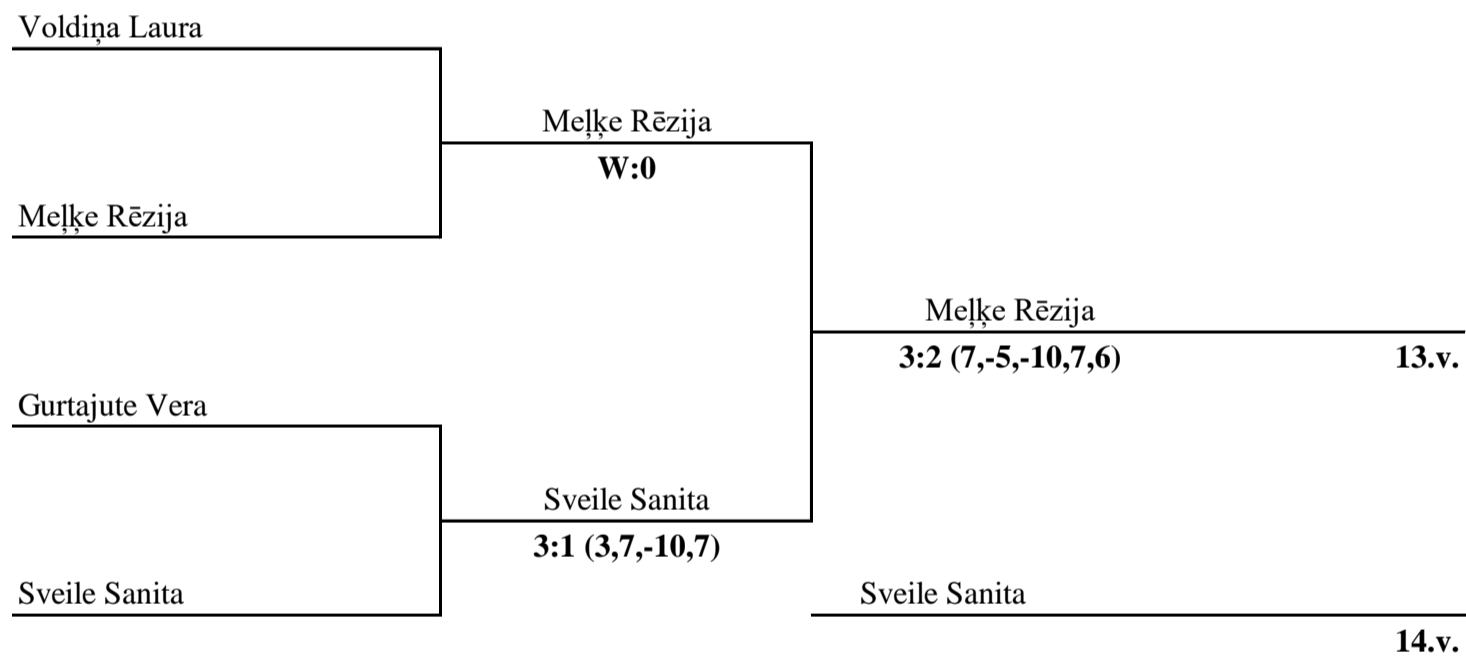 Voldiņa Laura
Meļķe Rēzija
W:0
Meļķe Rēzija
Meļķe Rēzija
3:2 (7,-5,-10,7,6) 13.v.
Gurtajute Vera
Sveile Sanita
3:1 (3,7,-10,7)
Sveile Sanita
Sveile Sanita
14.v.